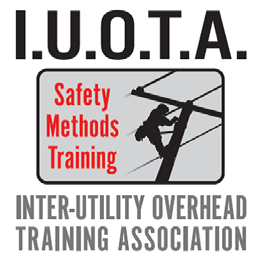 I.U.O.T.A.
Safety
Methods
Training
INTER-UTILITY OVERHEAD
TRAINING ASSOCIATION